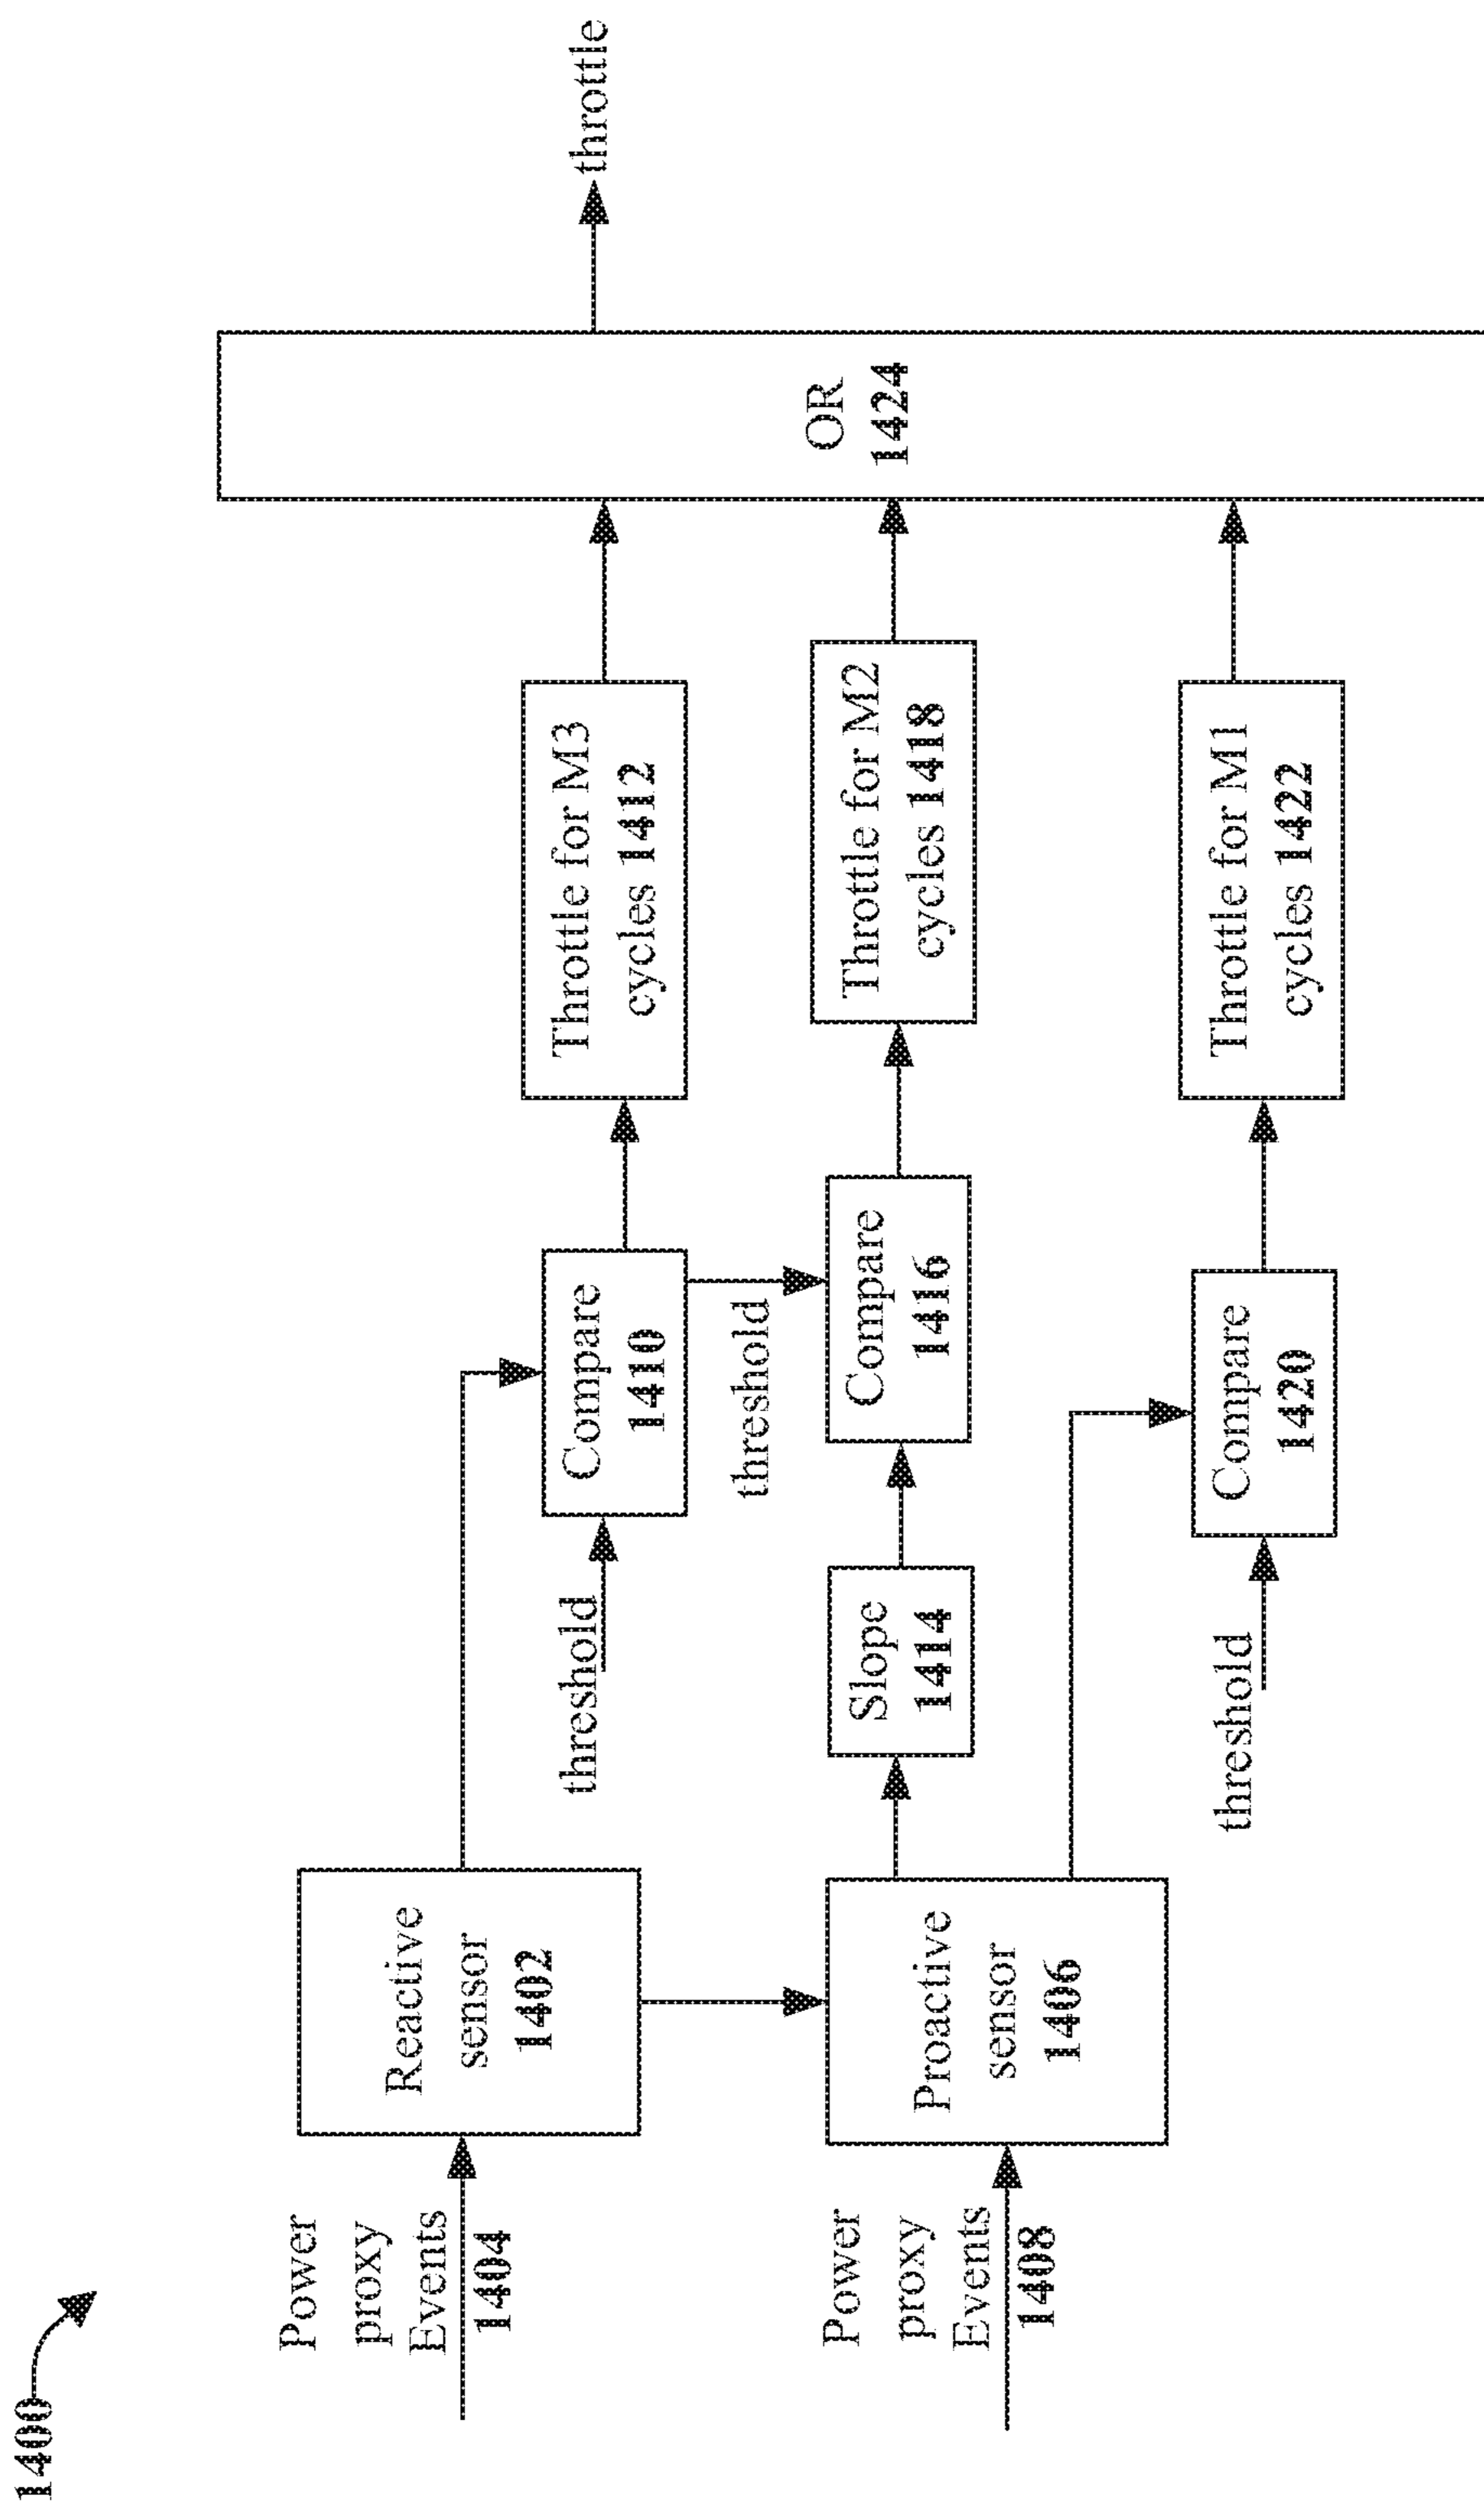 1400
Power
proxy
Events
1404
Reactive
sensor
1402
threshold
Compare
1410
Throttle for M3
cycles 1412
throttle
threshold
Power
proxy
Events
1408
Proactive
sensor
1406
Slope
1414
Compare
1416
Throttle for M2
cycles 1418
OR
1424
threshold
Compare
1420
Throttle for M1
cycles 1422